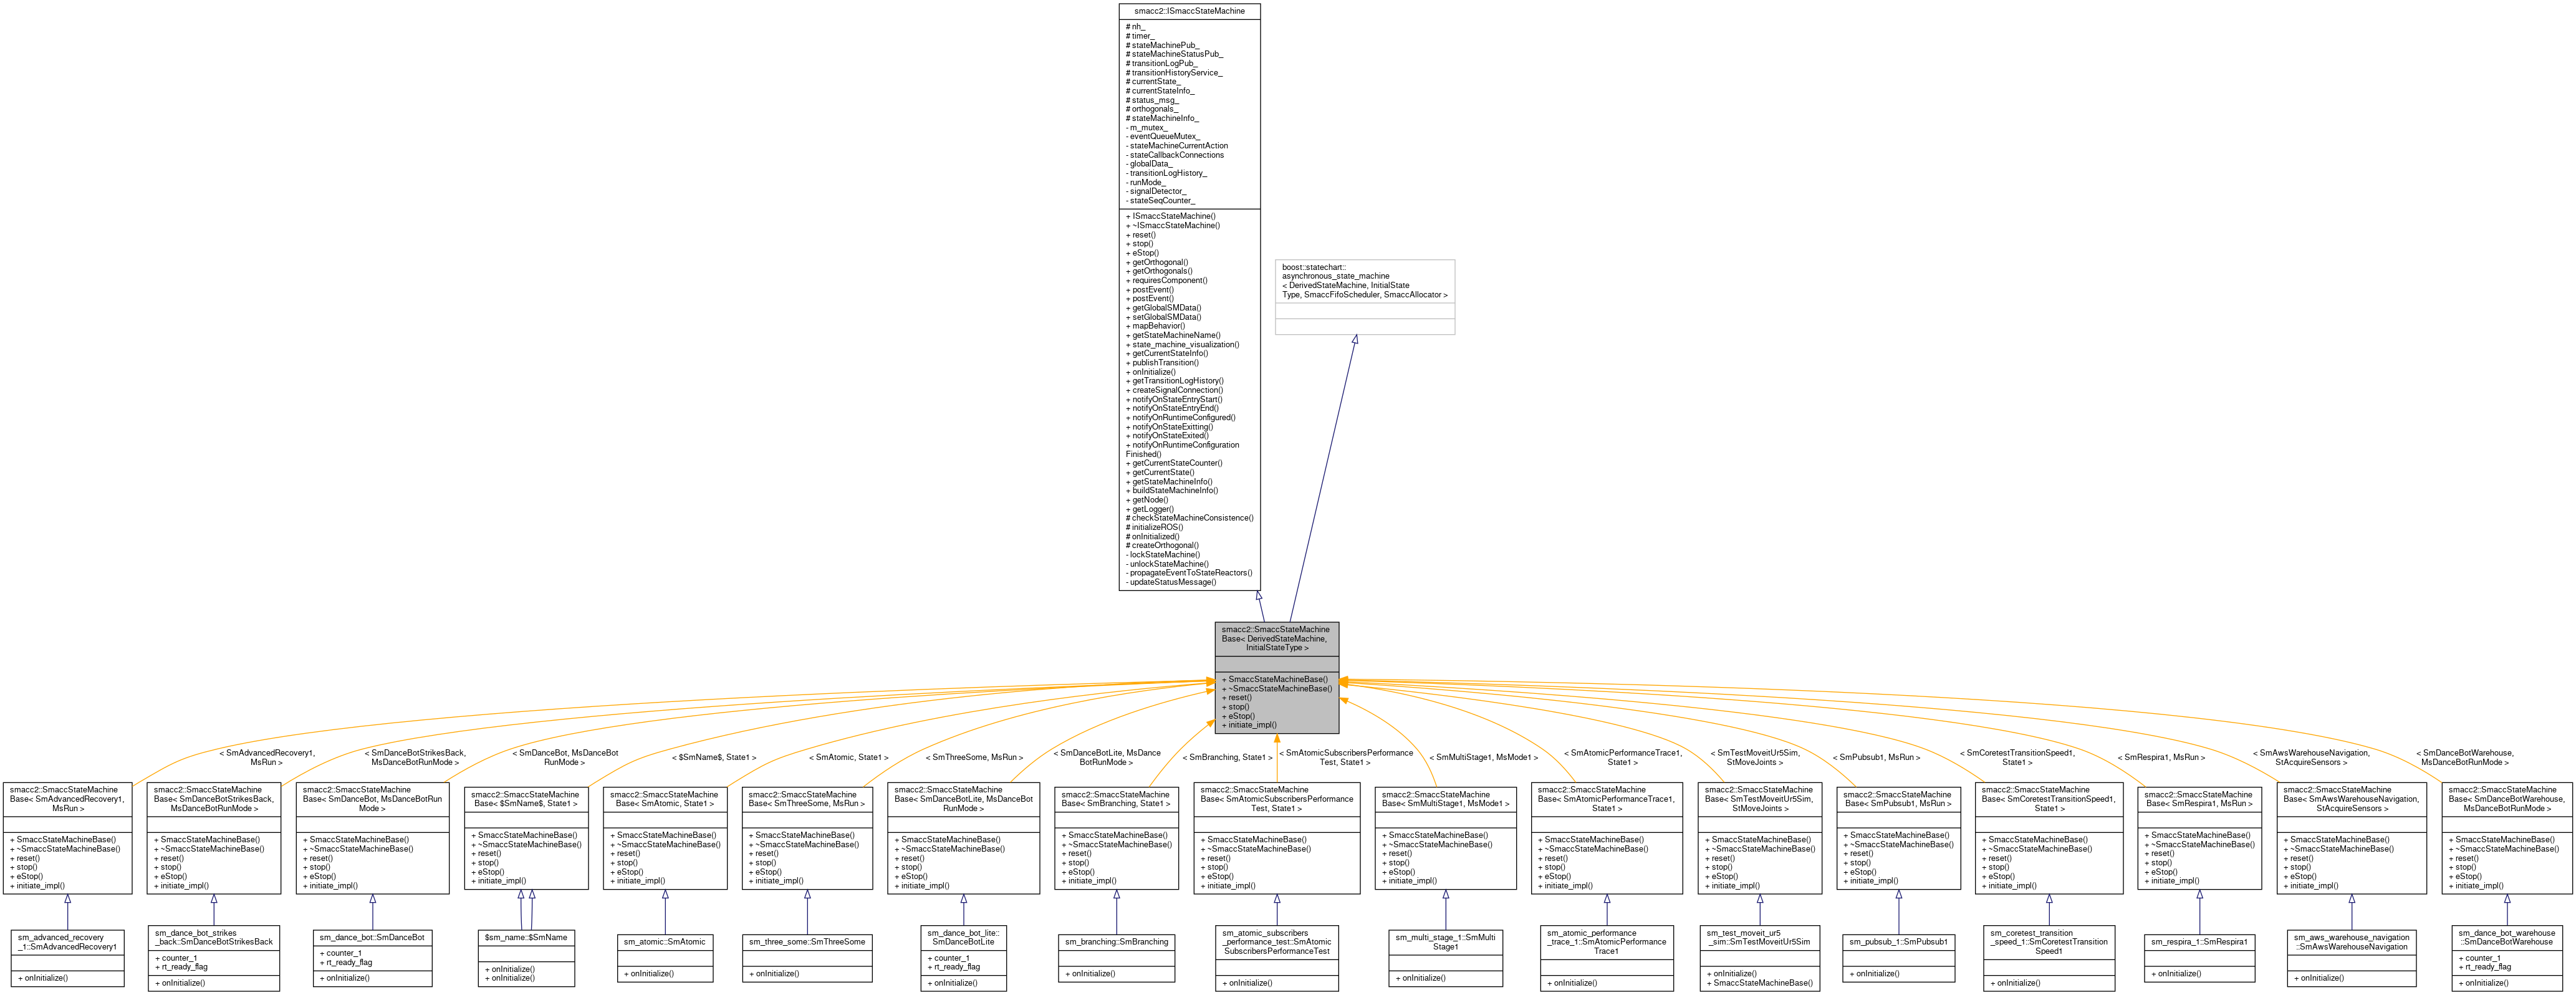 smacc2::ISmaccStateMachine
# nh_
# timer_
# stateMachinePub_
# stateMachineStatusPub_
# transitionLogPub_
# transitionHistoryService_
# currentState_
# currentStateInfo_
# status_msg_
# orthogonals_
# stateMachineInfo_
- m_mutex_
- eventQueueMutex_
- stateMachineCurrentAction
- stateCallbackConnections
- globalData_
- transitionLogHistory_
- runMode_
- signalDetector_
- stateSeqCounter_
+ ISmaccStateMachine()
+ ~ISmaccStateMachine()
+ reset()
+ stop()
+ eStop()
+ getOrthogonal()
+ getOrthogonals()
+ requiresComponent()
+ postEvent()
+ postEvent()
+ getGlobalSMData()
+ setGlobalSMData()
+ mapBehavior()
+ getStateMachineName()
+ state_machine_visualization()
+ getCurrentStateInfo()
+ publishTransition()
+ onInitialize()
+ getTransitionLogHistory()
+ createSignalConnection()
+ notifyOnStateEntryStart()
+ notifyOnStateEntryEnd()
+ notifyOnRuntimeConfigured()
+ notifyOnStateExitting()
+ notifyOnStateExited()
+ notifyOnRuntimeConfiguration
Finished()
+ getCurrentStateCounter()
+ getCurrentState()
+ getStateMachineInfo()
+ buildStateMachineInfo()
+ getNode()
+ getLogger()
# checkStateMachineConsistence()
# initializeROS()
# onInitialized()
# createOrthogonal()
- lockStateMachine()
- unlockStateMachine()
- propagateEventToStateReactors()
- updateStatusMessage()
boost::statechart::
asynchronous_state_machine
< DerivedStateMachine, InitialState
Type, SmaccFifoScheduler, SmaccAllocator >
smacc2::SmaccStateMachine
Base< DerivedStateMachine,
InitialStateType >
+ SmaccStateMachineBase()
+ ~SmaccStateMachineBase()
+ reset()
+ stop()
+ eStop()
+ initiate_impl()
< SmAdvancedRecovery1,
MsRun >
< SmDanceBotStrikesBack,
MsDanceBotRunMode >
< SmDanceBot, MsDanceBot
RunMode >
< $SmName$, State1 >
< SmAtomic, State1 >
< SmThreeSome, MsRun >
< SmDanceBotLite, MsDance
BotRunMode >
< SmBranching, State1 >
< SmAtomicSubscribersPerformance
Test, State1 >
< SmMultiStage1, MsMode1 >
< SmAtomicPerformanceTrace1,
State1 >
< SmTestMoveitUr5Sim,
StMoveJoints >
< SmPubsub1, MsRun >
< SmCoretestTransitionSpeed1,
State1 >
< SmRespira1, MsRun >
< SmAwsWarehouseNavigation,
StAcquireSensors >
< SmDanceBotWarehouse,
MsDanceBotRunMode >
smacc2::SmaccStateMachine
Base< SmAdvancedRecovery1,
MsRun >
+ SmaccStateMachineBase()
+ ~SmaccStateMachineBase()
+ reset()
+ stop()
+ eStop()
+ initiate_impl()
smacc2::SmaccStateMachine
Base< SmDanceBotStrikesBack,
MsDanceBotRunMode >
+ SmaccStateMachineBase()
+ ~SmaccStateMachineBase()
+ reset()
+ stop()
+ eStop()
+ initiate_impl()
smacc2::SmaccStateMachine
Base< SmDanceBot, MsDanceBotRun
Mode >
+ SmaccStateMachineBase()
+ ~SmaccStateMachineBase()
+ reset()
+ stop()
+ eStop()
+ initiate_impl()
smacc2::SmaccStateMachine
Base< $SmName$, State1 >
+ SmaccStateMachineBase()
+ ~SmaccStateMachineBase()
+ reset()
+ stop()
+ eStop()
+ initiate_impl()
smacc2::SmaccStateMachine
Base< SmAtomic, State1 >
+ SmaccStateMachineBase()
+ ~SmaccStateMachineBase()
+ reset()
+ stop()
+ eStop()
+ initiate_impl()
smacc2::SmaccStateMachine
Base< SmThreeSome, MsRun >
+ SmaccStateMachineBase()
+ ~SmaccStateMachineBase()
+ reset()
+ stop()
+ eStop()
+ initiate_impl()
smacc2::SmaccStateMachine
Base< SmDanceBotLite, MsDanceBot
RunMode >
+ SmaccStateMachineBase()
+ ~SmaccStateMachineBase()
+ reset()
+ stop()
+ eStop()
+ initiate_impl()
smacc2::SmaccStateMachine
Base< SmBranching, State1 >
+ SmaccStateMachineBase()
+ ~SmaccStateMachineBase()
+ reset()
+ stop()
+ eStop()
+ initiate_impl()
smacc2::SmaccStateMachine
Base< SmAtomicSubscribersPerformance
Test, State1 >
+ SmaccStateMachineBase()
+ ~SmaccStateMachineBase()
+ reset()
+ stop()
+ eStop()
+ initiate_impl()
smacc2::SmaccStateMachine
Base< SmMultiStage1, MsMode1 >
+ SmaccStateMachineBase()
+ ~SmaccStateMachineBase()
+ reset()
+ stop()
+ eStop()
+ initiate_impl()
smacc2::SmaccStateMachine
Base< SmAtomicPerformanceTrace1,
State1 >
+ SmaccStateMachineBase()
+ ~SmaccStateMachineBase()
+ reset()
+ stop()
+ eStop()
+ initiate_impl()
smacc2::SmaccStateMachine
Base< SmTestMoveitUr5Sim,
StMoveJoints >
+ SmaccStateMachineBase()
+ ~SmaccStateMachineBase()
+ reset()
+ stop()
+ eStop()
+ initiate_impl()
smacc2::SmaccStateMachine
Base< SmPubsub1, MsRun >
+ SmaccStateMachineBase()
+ ~SmaccStateMachineBase()
+ reset()
+ stop()
+ eStop()
+ initiate_impl()
smacc2::SmaccStateMachine
Base< SmCoretestTransitionSpeed1,
State1 >
+ SmaccStateMachineBase()
+ ~SmaccStateMachineBase()
+ reset()
+ stop()
+ eStop()
+ initiate_impl()
smacc2::SmaccStateMachine
Base< SmRespira1, MsRun >
+ SmaccStateMachineBase()
+ ~SmaccStateMachineBase()
+ reset()
+ stop()
+ eStop()
+ initiate_impl()
smacc2::SmaccStateMachine
Base< SmAwsWarehouseNavigation,
StAcquireSensors >
+ SmaccStateMachineBase()
+ ~SmaccStateMachineBase()
+ reset()
+ stop()
+ eStop()
+ initiate_impl()
smacc2::SmaccStateMachine
Base< SmDanceBotWarehouse,
MsDanceBotRunMode >
+ SmaccStateMachineBase()
+ ~SmaccStateMachineBase()
+ reset()
+ stop()
+ eStop()
+ initiate_impl()
sm_advanced_recovery
_1::SmAdvancedRecovery1
+ onInitialize()
sm_dance_bot_strikes
_back::SmDanceBotStrikesBack
+ counter_1
+ rt_ready_flag
+ onInitialize()
sm_dance_bot::SmDanceBot
+ counter_1
+ rt_ready_flag
+ onInitialize()
$sm_name::$SmName
+ onInitialize()
+ onInitialize()
sm_atomic::SmAtomic
+ onInitialize()
sm_three_some::SmThreeSome
+ onInitialize()
sm_dance_bot_lite::
SmDanceBotLite
+ counter_1
+ rt_ready_flag
+ onInitialize()
sm_branching::SmBranching
+ onInitialize()
sm_atomic_subscribers
_performance_test::SmAtomic
SubscribersPerformanceTest
+ onInitialize()
sm_multi_stage_1::SmMulti
Stage1
+ onInitialize()
sm_atomic_performance
_trace_1::SmAtomicPerformance
Trace1
+ onInitialize()
sm_test_moveit_ur5
_sim::SmTestMoveitUr5Sim
+ onInitialize()
+ SmaccStateMachineBase()
sm_pubsub_1::SmPubsub1
+ onInitialize()
sm_coretest_transition
_speed_1::SmCoretestTransition
Speed1
+ onInitialize()
sm_respira_1::SmRespira1
+ onInitialize()
sm_aws_warehouse_navigation
::SmAwsWarehouseNavigation
+ onInitialize()
sm_dance_bot_warehouse
::SmDanceBotWarehouse
+ counter_1
+ rt_ready_flag
+ onInitialize()